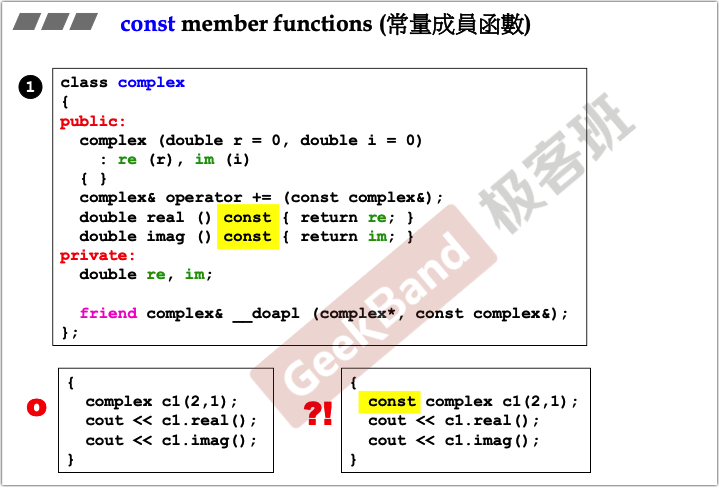 const member functions (常量成員函數)
1
class complex
{
public:
  complex (double r = 0, double i = 0)
    : re (r), im (i)
  { }
  complex& operator += (const complex&);
  double real () const { return re; }
  double imag () const { return im; }
private:
  double re, im;
  friend complex& __doapl (complex*, const complex&);
};
GeekBand 极客班
O
{
  complex c1(2,1);
  cout << c1.real();
  cout << c1.imag();
}
?!
{
  const complex c1(2,1);
  cout << c1.real();
  cout << c1.imag();
}